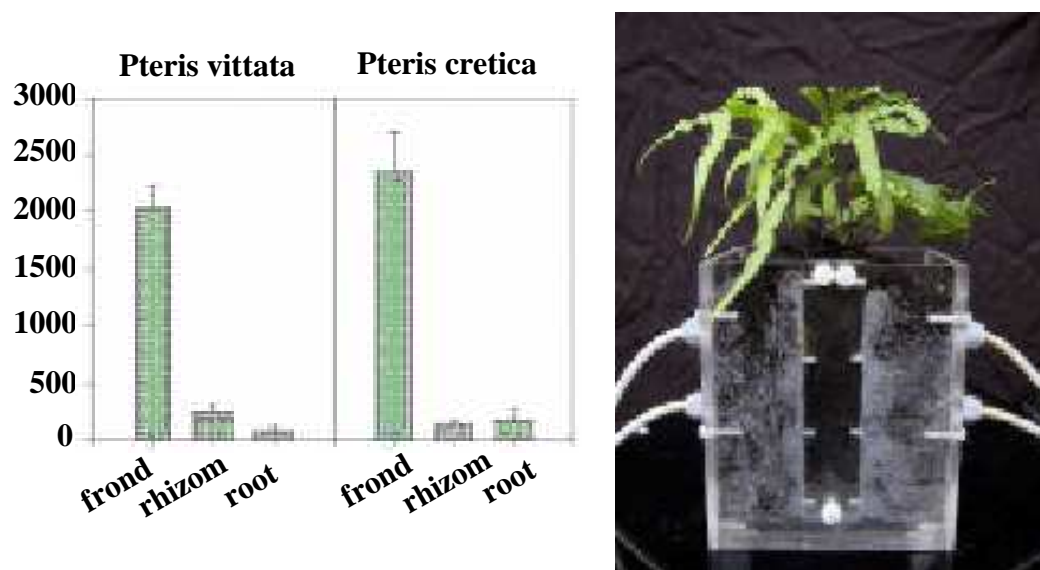 Pteris vittata
Pteris cretica
3000
2500
2000
1500
1000
500
0
frond
rhizom
root
frond
rhizom
root